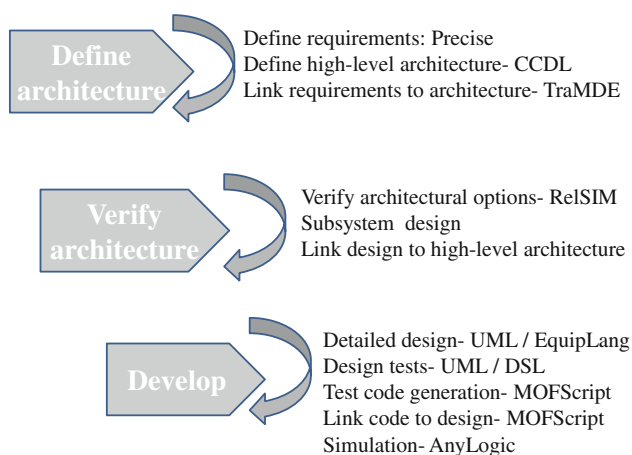 Define
architecture
Define requirements: Precise
Define high-level architecture- CCDL
Link requirements to architecture- TraMDE
Verify
architecture
Verify architectural options- RelSIM
Subsystem design
Link design to high-level architecture
Develop
Detailed design- UML / EquipLang
Design tests- UML / DSL
Test code generation- MOFScript
Link code to design- MOFScript
Simulation- AnyLogic